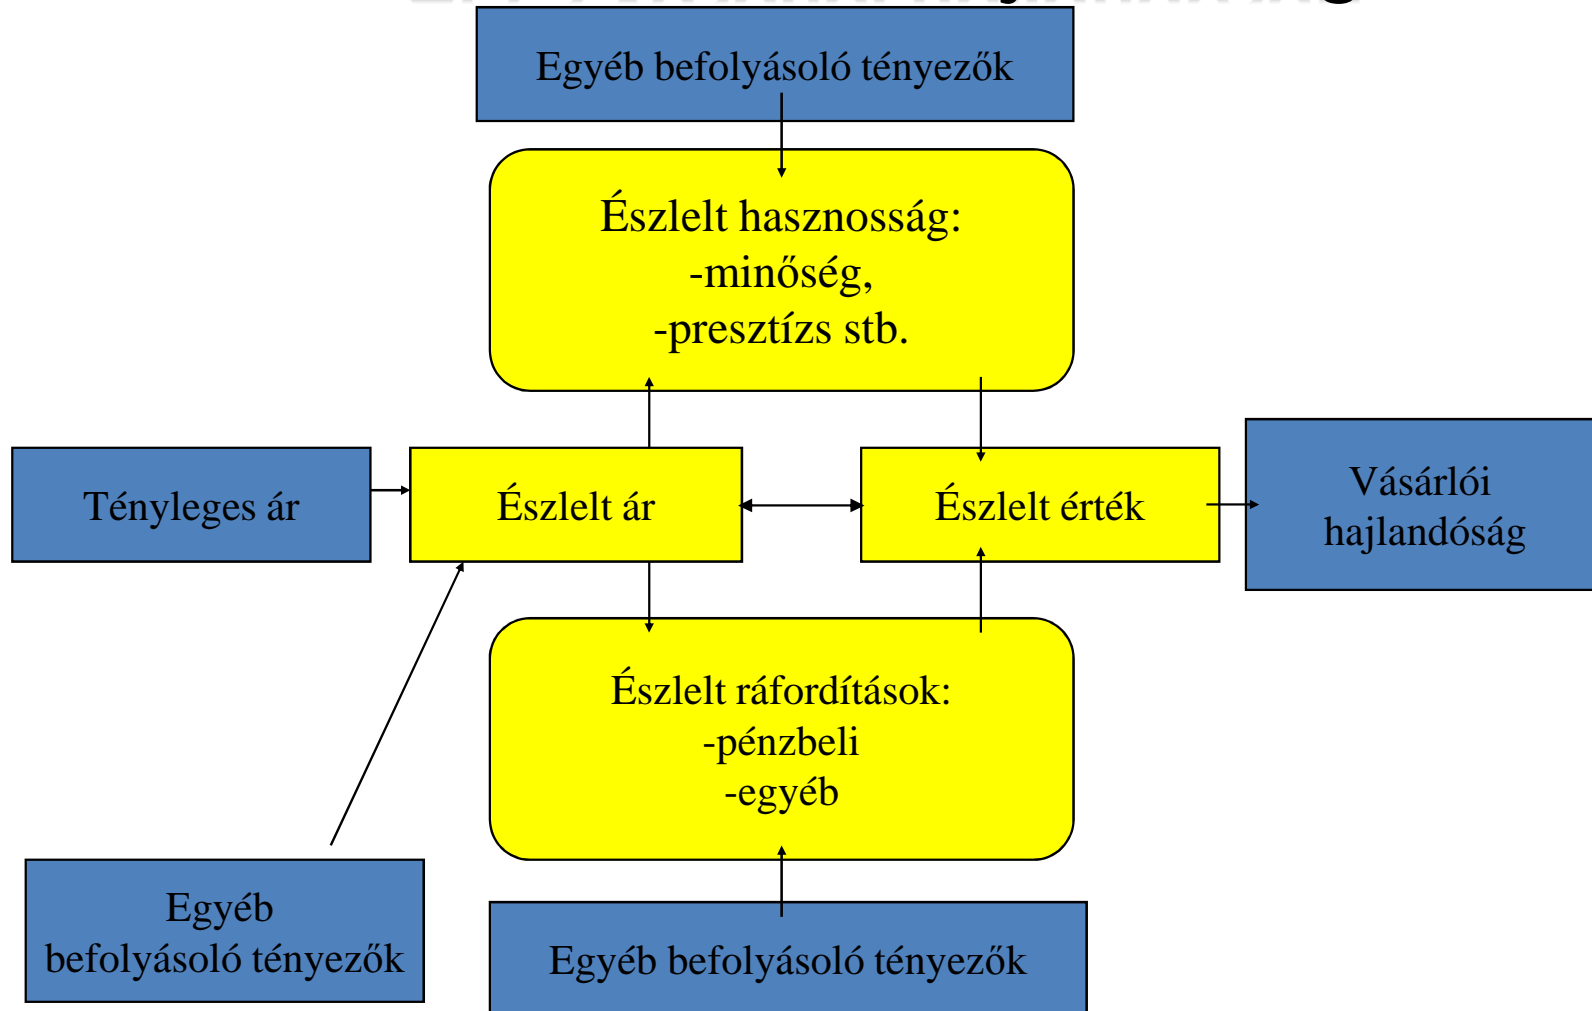 Egyéb befolyásoló tényezők
Észlelt hasznosság:
-minőség,
-presztízs stb.
Tényleges ár
Észlelt ár
Észlelt érték
Vásárlói
hajlandóság
Észlelt ráfordítások:
-pénzbeli
-egyéb
Egyéb
befolyásoló tényezők
Egyéb befolyásoló tényezők